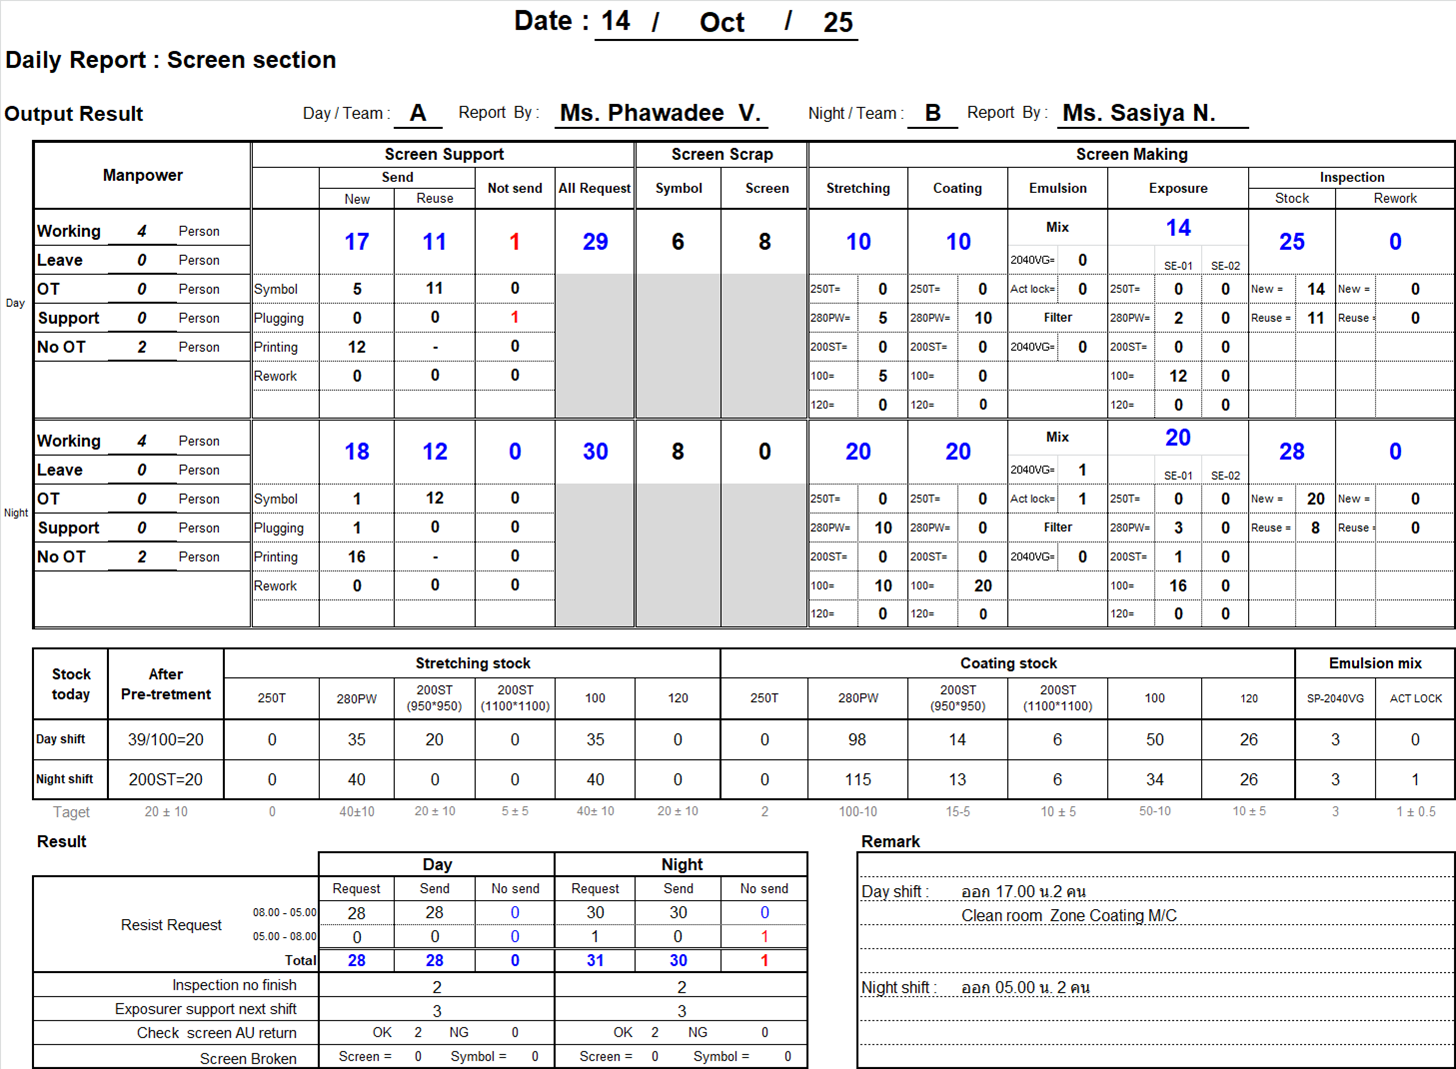 Date : 14 / Oct / 25
Daily Report : Screen section
Output Result Day / Team : A Report By : Ms. Phawadee V. Night / Team : B Report By : Ms. Sasiya N.
Manpower Screen Support Screen Scrap Screen Making
Send Not send All Request Symbol Screen Stretching Coating Emulsion Exposure Inspection
New Reuse Stock Rework
Day
Working 4 Person 17 11 1 29 6 8 10 10 Mix 14 25 0
Leave 0 Person 2040VG= 0 SE-01 SE-02
OT 0 Person Symbol 5 11 0 250T= 0 250T= 0 Act lock= 0 250T= 0 0 New = 14 New = 0
Support 0 Person Plugging 0 0 1 280PW= 5 280PW= 10 Filter 280PW= 2 0 Reuse = 11 Reuse = 0
No OT 2 Person Printing 12 - 0 200ST= 0 200ST= 0 2040VG= 0 200ST= 0 0
Rework 0 0 0 100= 5 100= 0 100= 12 0
120= 0 120= 0 120= 0 0
Night
Working 4 Person 18 12 0 30 8 0 20 20 Mix 20 28 0
Leave 0 Person 2040VG= 1 SE-01 SE-02
OT 0 Person Symbol 1 12 0 250T= 0 250T= 0 Act lock= 1 250T= 0 0 New = 20 New = 0
Support 0 Person Plugging 1 0 0 280PW= 10 280PW= 0 Filter 280PW= 3 0 Reuse = 8 Reuse = 0
No OT 2 Person Printing 16 - 0 200ST= 0 200ST= 0 2040VG= 0 200ST= 1 0
Rework 0 0 0 100= 10 100= 20 100= 16 0
120= 0 120= 0 120= 0 0
Stock today After Pre-tretment Stretching stock Coating stock Emulsion mix
250T 280PW 200ST (950*950) 200ST (1100*1100) 100 120 250T 280PW 200ST (950*950) 200ST (1100*1100) 100 120 SP-2040VG ACT LOCK
Day shift 39/100=20 0 35 20 0 35 0 0 98 14 6 50 26 3 0
Night shift 200ST=20 0 40 0 0 40 0 0 115 13 6 34 26 3 1
Taget 20 ± 10 0 40±10 20 ± 10 5 ± 5 40± 10 20 ± 10 2 100-10 15-5 10 ± 5 50-10 10 ± 5 3 1 ± 0.5
Result
Day Night
Request Send No send Request Send No send
Resist Request
08.00 - 05.00 28 28 0 30 30 0
05.00 - 08.00 0 0 0 1 0 1
Total 28 28 0 31 30 1
Inspection no finish 2 2
Exposurer support next shift 3 3
Check screen AU return OK 2 NG 0 OK 2 NG 0
Screen Broken Screen = 0 Symbol = 0 Screen = 0 Symbol = 0
Remark
Day shift : ออก 17.00 น.2 คน
Clean room Zone Coating M/C
Night shift : ออก 05.00 น. 2 คน